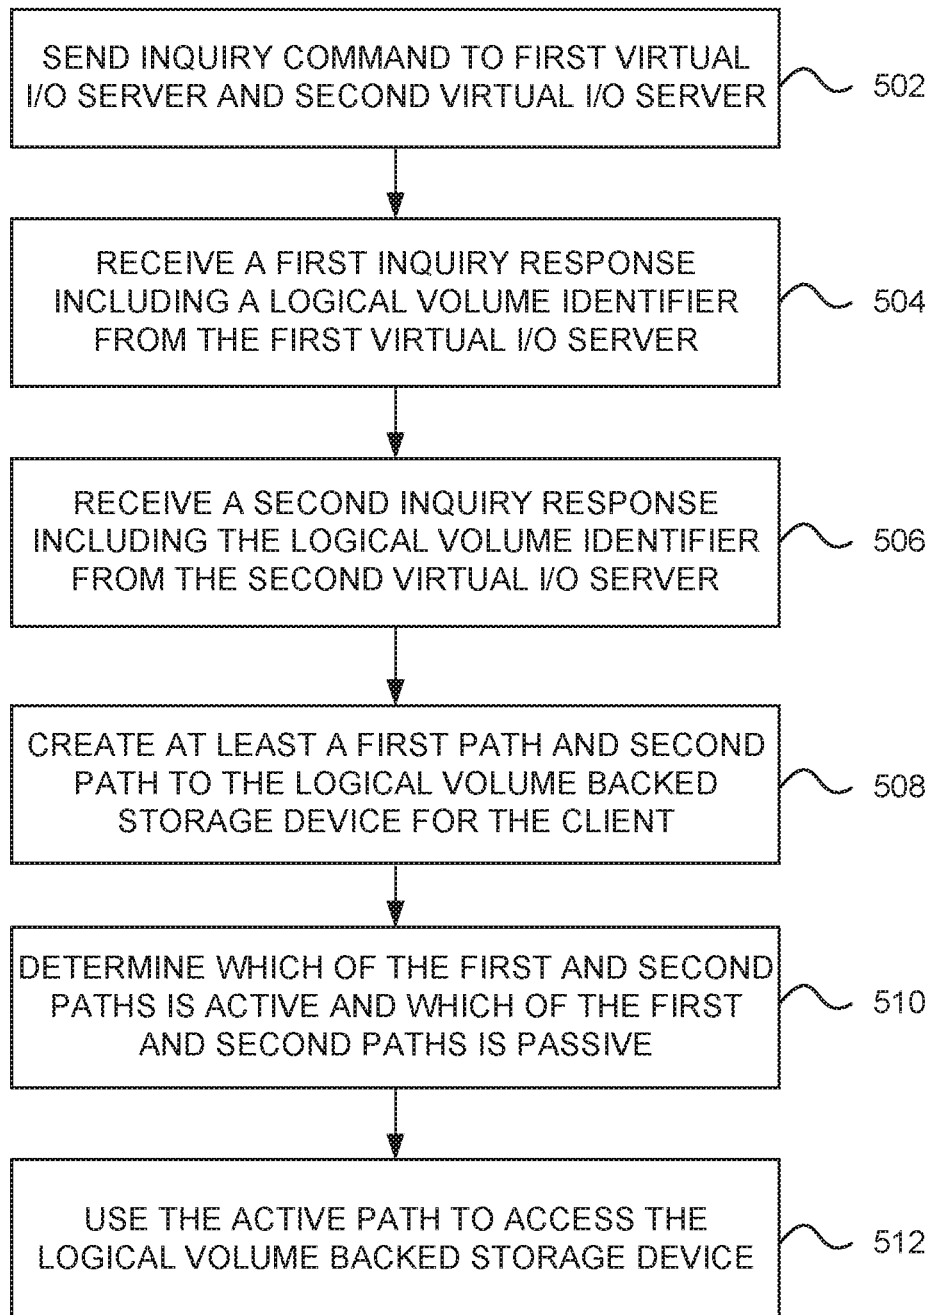 SEND INQUIRY COMMAND TO FIRST VIRTUAL
I/O SERVER AND SECOND VIRTUAL I/O SERVER
502
RECEIVE A FIRST INQUIRY RESPONSE
INCLUDING A LOGICAL VOLUME IDENTIFIER
FROM THE FIRST VIRTUAL I/O SERVER
504
RECEIVE A SECOND INQUIRY RESPONSE
INCLUDING THE LOGICAL VOLUME IDENTIFIER
FROM THE SECOND VIRTUAL I/O SERVER
506
CREATE AT LEAST A FIRST PATH AND SECOND
PATH TO THE LOGICAL VOLUME BACKED
STORAGE DEVICE FOR THE CLIENT
508
DETERMINE WHICH OF THE FIRST AND SECOND
PATHS IS ACTIVE AND WHICH OF THE FIRST
AND SECOND PATHS IS PASSIVE
510
USE THE ACTIVE PATH TO ACCESS THE
LOGICAL VOLUME BACKED STORAGE DEVICE
512